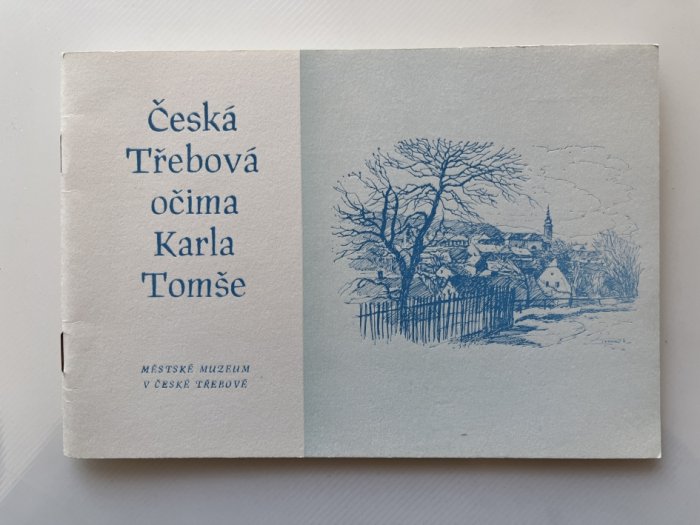 Česká
Třebová
očima
Karla
Tomše
MĚSTSKÉ MUZEUM
V ČESKÉ TŘEBOVÉ